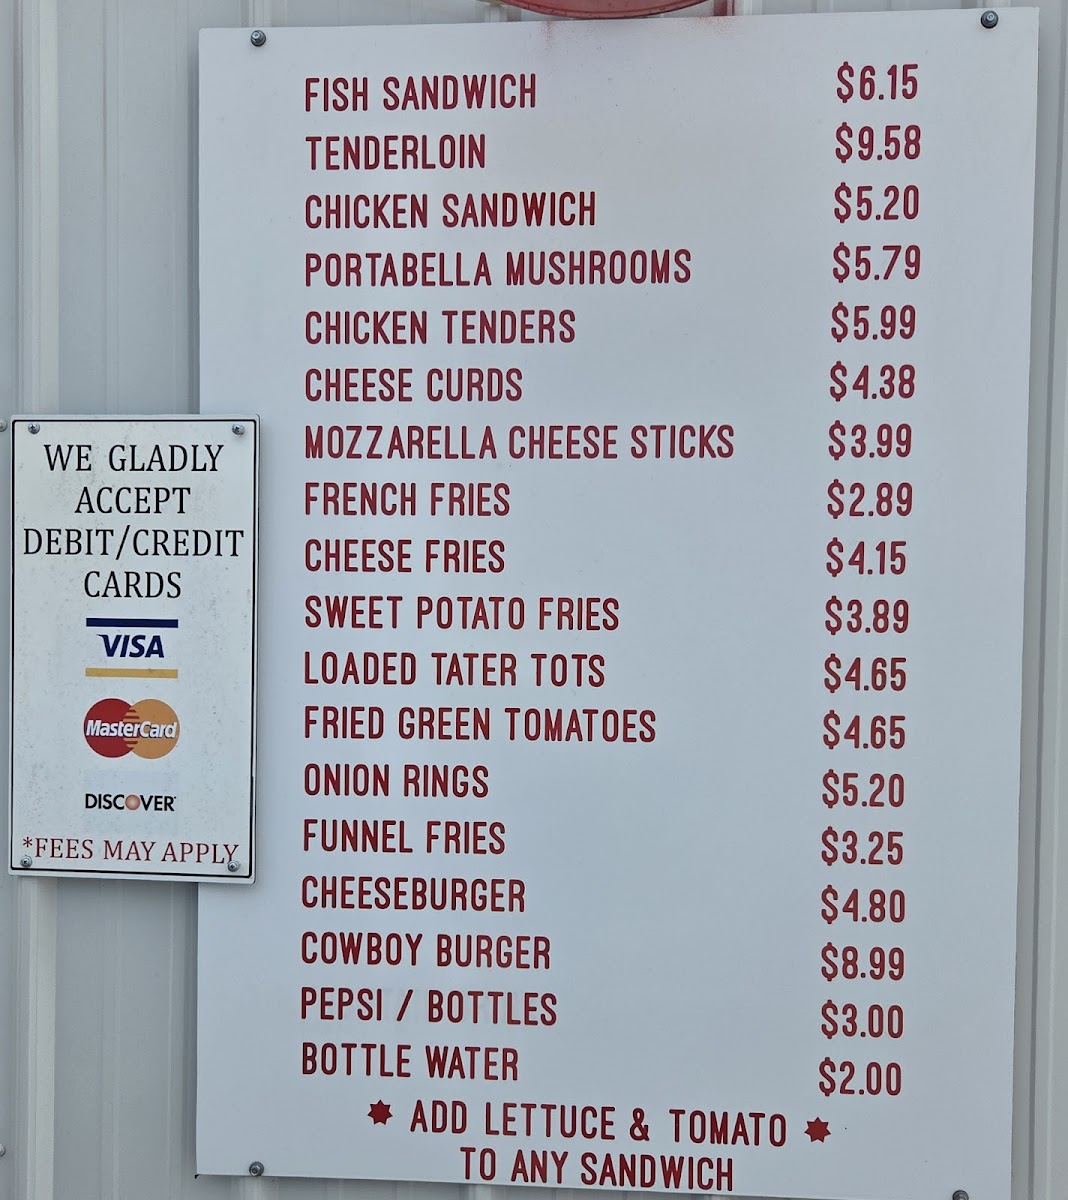 FISH SANDWICH $6.15
TENDERLOIN $9.58
CHICKEN SANDWICH $5.20
PORTABELLA MUSHROOMS $5.79
CHICKEN TENDERS $5.99
CHEESE CURDS $4.38
MOZZARELLA CHEESE STICKS $3.99
FRENCH FRIES $2.89
CHEESE FRIES $4.15
SWEET POTATO FRIES $3.89
LOADED TATER TOTS $4.65
FRIED GREEN TOMATOES $4.65
ONION RINGS $5.20
FUNNEL FRIES $3.25
CHEESEBURGER $4.80
COWBOY BURGER $8.99
PEPSI / BOTTLES $3.00
BOTTLE WATER $2.00
* ADD LETTUCE & TOMATO *
TO ANY SANDWICH
WE GLADLY
ACCEPT
DEBIT/CREDIT
CARDS
VISA
MasterCard
DISCOVER
*FEES MAY APPLY